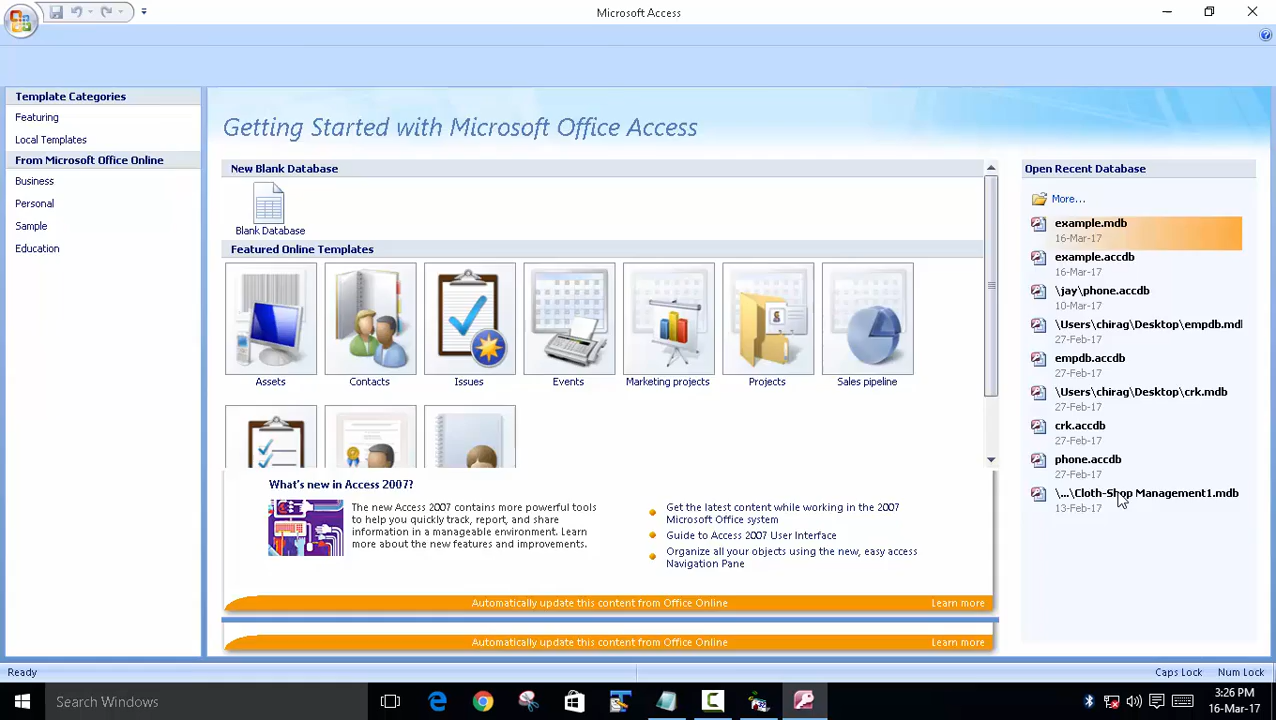 Microsoft Access
Template Categories
Featuring
Local Templates
From Microsoft Office Online
Business
Personal
Sample
Education
Getting Started with Microsoft Office Access
New Blank Database
Blank Database
Featured Online Templates
Assets
Contacts
Issues
Events
Marketing projects
Projects
Sales pipeline
What's new in Access 2007?
The new Access 2007 contains more powerful
tools to help you quickly track, report, and share
information in a manageable environment. Learn
more about the new features and improvements.
Get the latest content while working in the 2007
Microsoft Office system
Guide to Access 2007 User Interface
Organize all your objects using the new, easy access
Navigation Pane
Automatically update this content from Office Online
Learn more
Automatically update this content from Office Online
Learn more
Open Recent Database
More...
example.mdb
16-Mar-17
example.accdb
16-Mar-17
\jay\phone.accdb
10-Mar-17
\Users\chirag\Desktop\empdb.md
27-Feb-17
empdb.accdb
27-Feb-17
\Users\chirag\Desktop\crk.mdb
27-Feb-17
crk.accdb
27-Feb-17
phone.accdb
27-Feb-17
\...\Cloth-Shop Management1.mdb
13-Feb-17
Ready
Caps Lock
Num Lock
Search Windows
3:26 PM
16-Mar-17